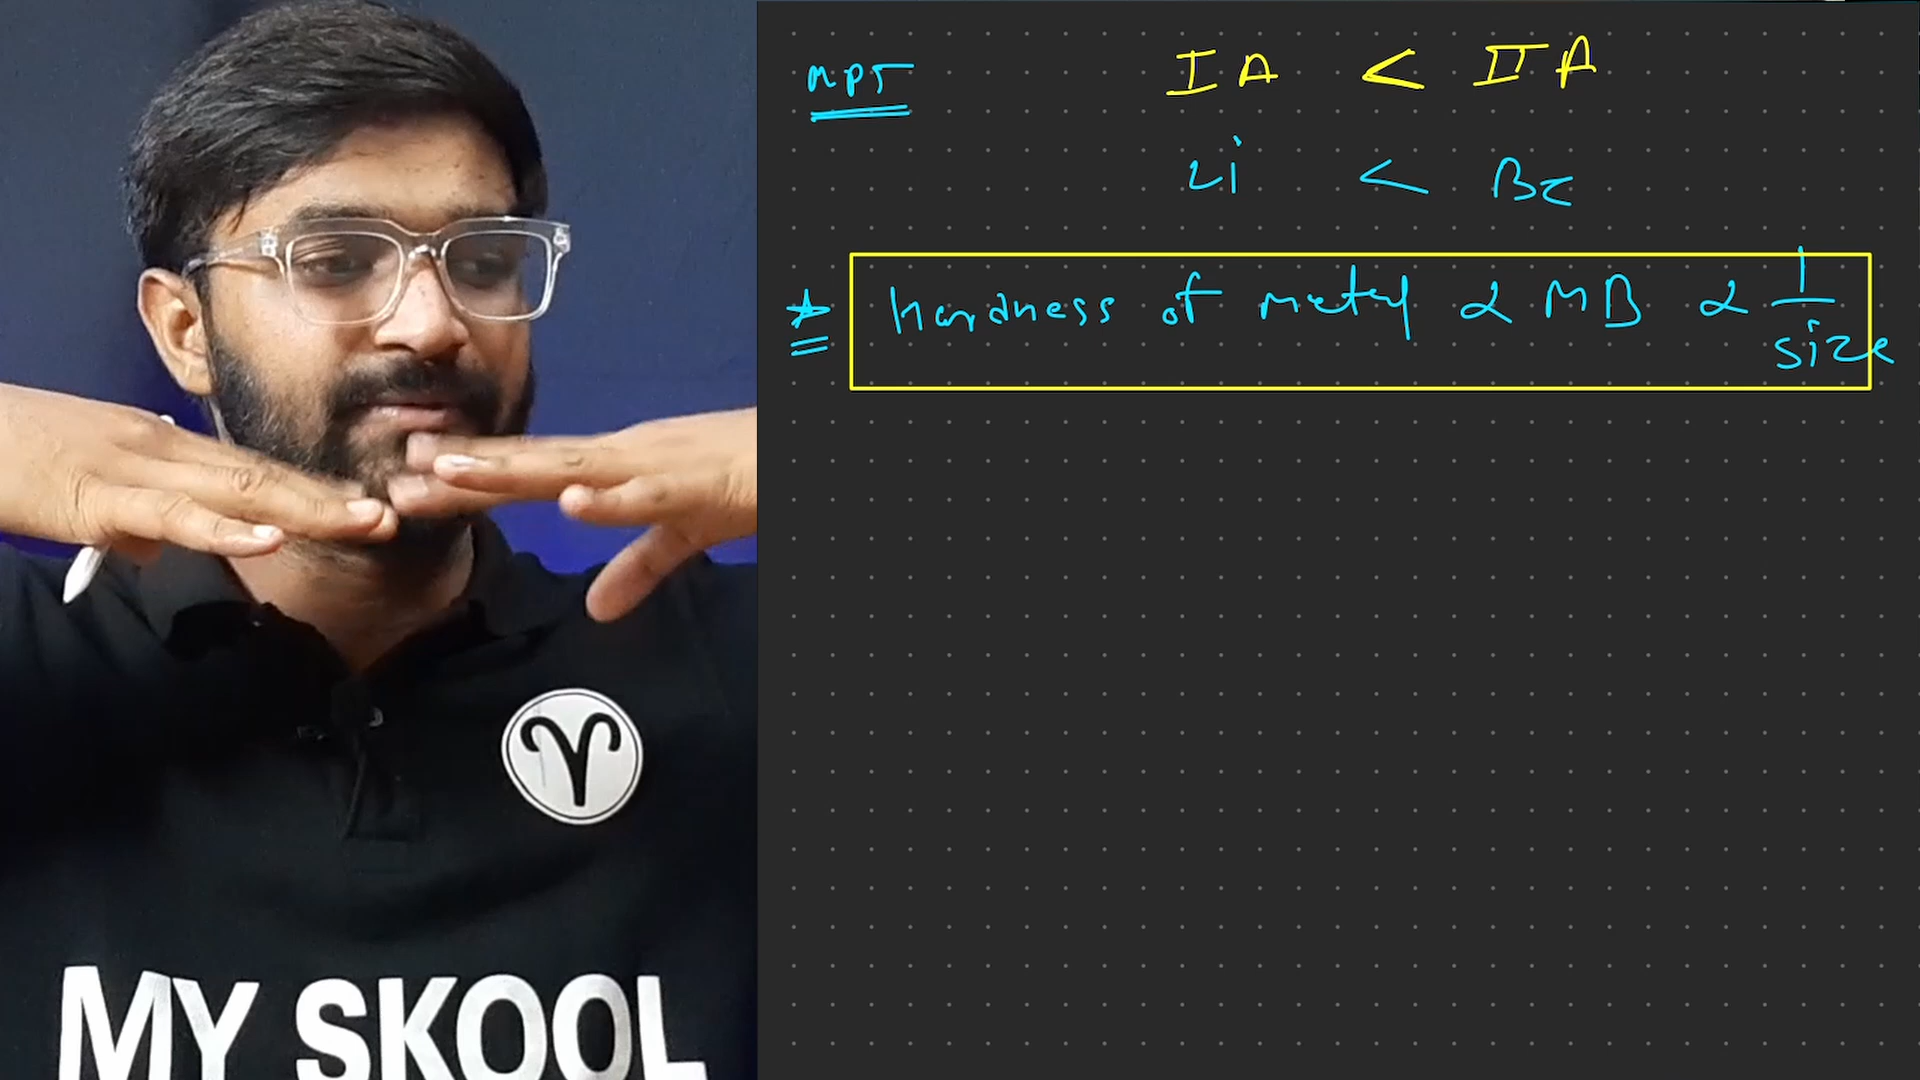 MPT
IA < IIA
Li < Be
hardness of metal ∝ MB ∝ 1/size
MY SKOOL